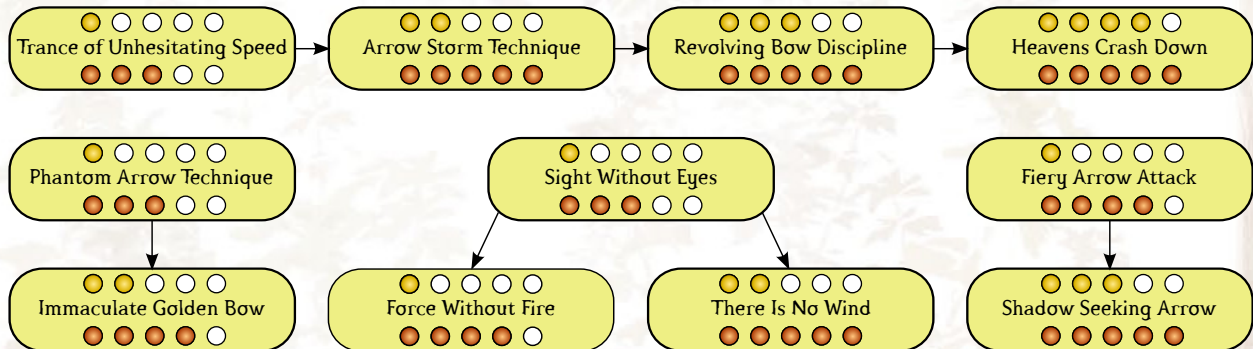 Trance of Unhesitating Speed
Arrow Storm Technique
Revolving Bow Discipline
Heavens Crash Down
Phantom Arrow Technique
Sight Without Eyes
Fiery Arrow Attack
Immaculate Golden Bow
Force Without Fire
There Is No Wind
Shadow Seeking Arrow